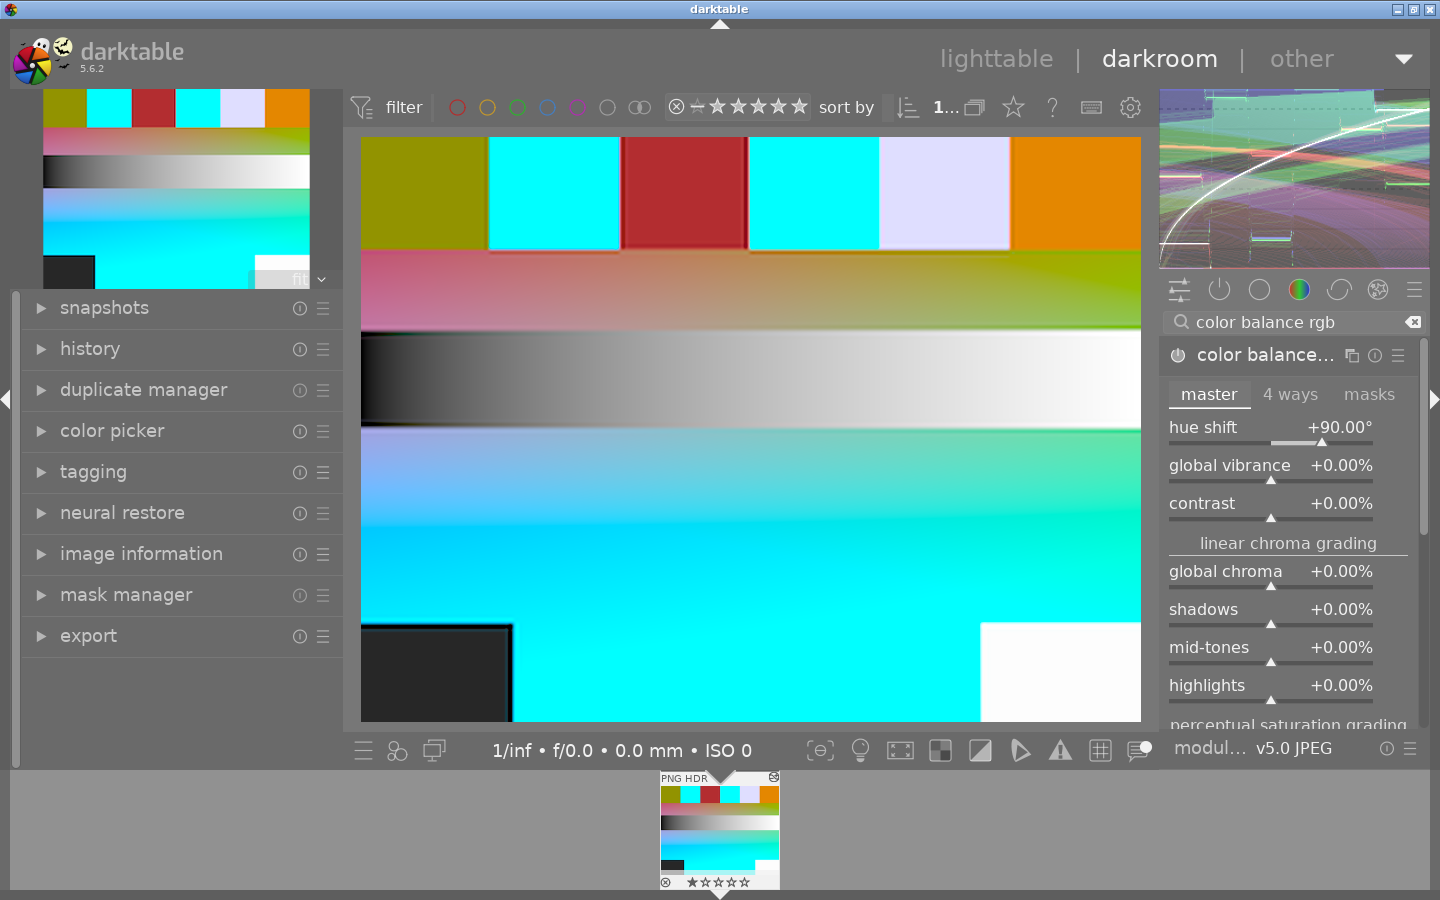 darktable
darktable
5.6.2
lighttable | darkroom | other
filter
sort by
1...
fit
snapshots
history
duplicate manager
color picker
tagging
neural restore
image information
mask manager
export
color balance rgb
color balance...
master 4 ways masks
hue shift +90.00°
global vibrance +0.00%
contrast +0.00%
linear chroma grading
global chroma +0.00%
shadows +0.00%
mid-tones +0.00%
highlights +0.00%
perceptual saturation grading
1/inf • f/0.0 • 0.0 mm • ISO 0
modul... v5.0 JPEG
PNG HDR